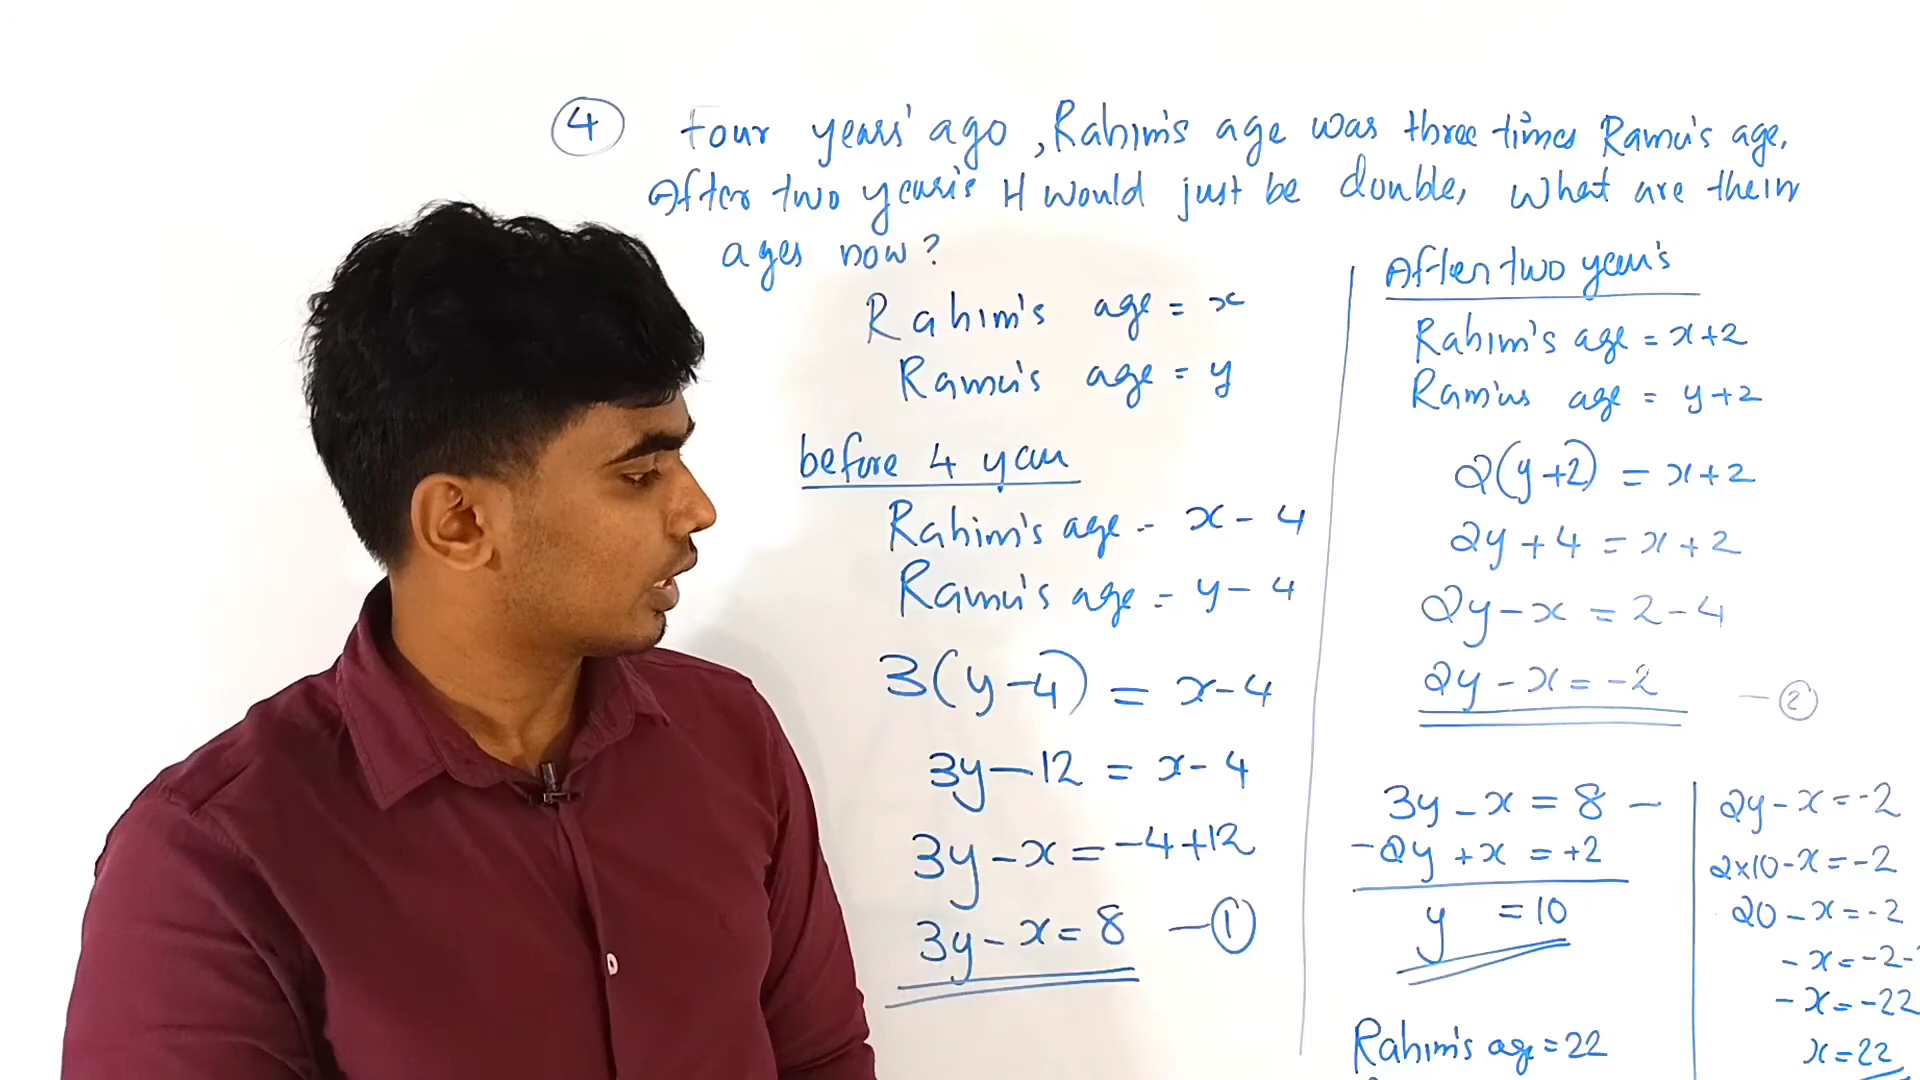 4 four years' ago, Rahim's age was three times Ramu's age.
After two year's it would just be double, what are their
ages now?
Rahim's age = x
Ramu's age = y
before 4 year
Rahim's age = x - 4
Ramu's age = y - 4
3(y-4) = x-4
3y-12 = x-4
3y-x = -4+12
3y-x = 8 —1
After two year's
Rahim's age = x+2
Ramu's age = y+2
2(y+2) = x+2
2y+4 = x+2
2y-x = 2-4
2y-x = -2 —2
3y-x = 8 —
-2y+x = +2
y = 10
Rahim's age = 22
2y-x = -2
2x10-x = -2
20-x = -2
-x = -2-
-x = -22
x = 22